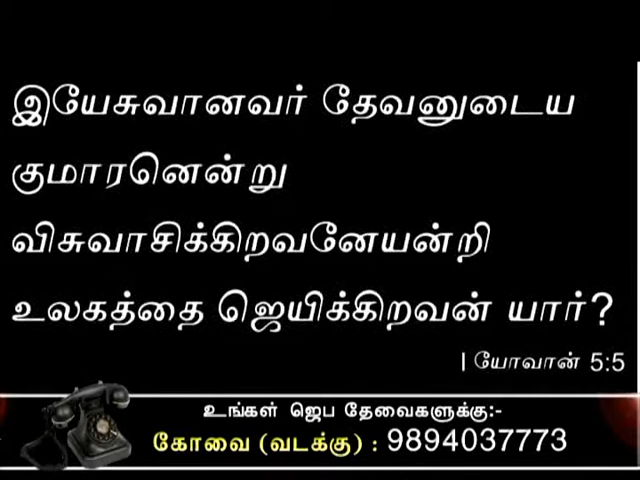 இயேசுவானவர் தேவனுடைய
குமாரனென்று
விசுவாசிக்கிறவனேயன்றி
உலகத்தை ஜெயிக்கிறவன் யார்?
I யோவான் 5:5
உங்கள் ஜெப தேவைகளுக்கு:-
கோவை (வடக்கு) : 9894037773